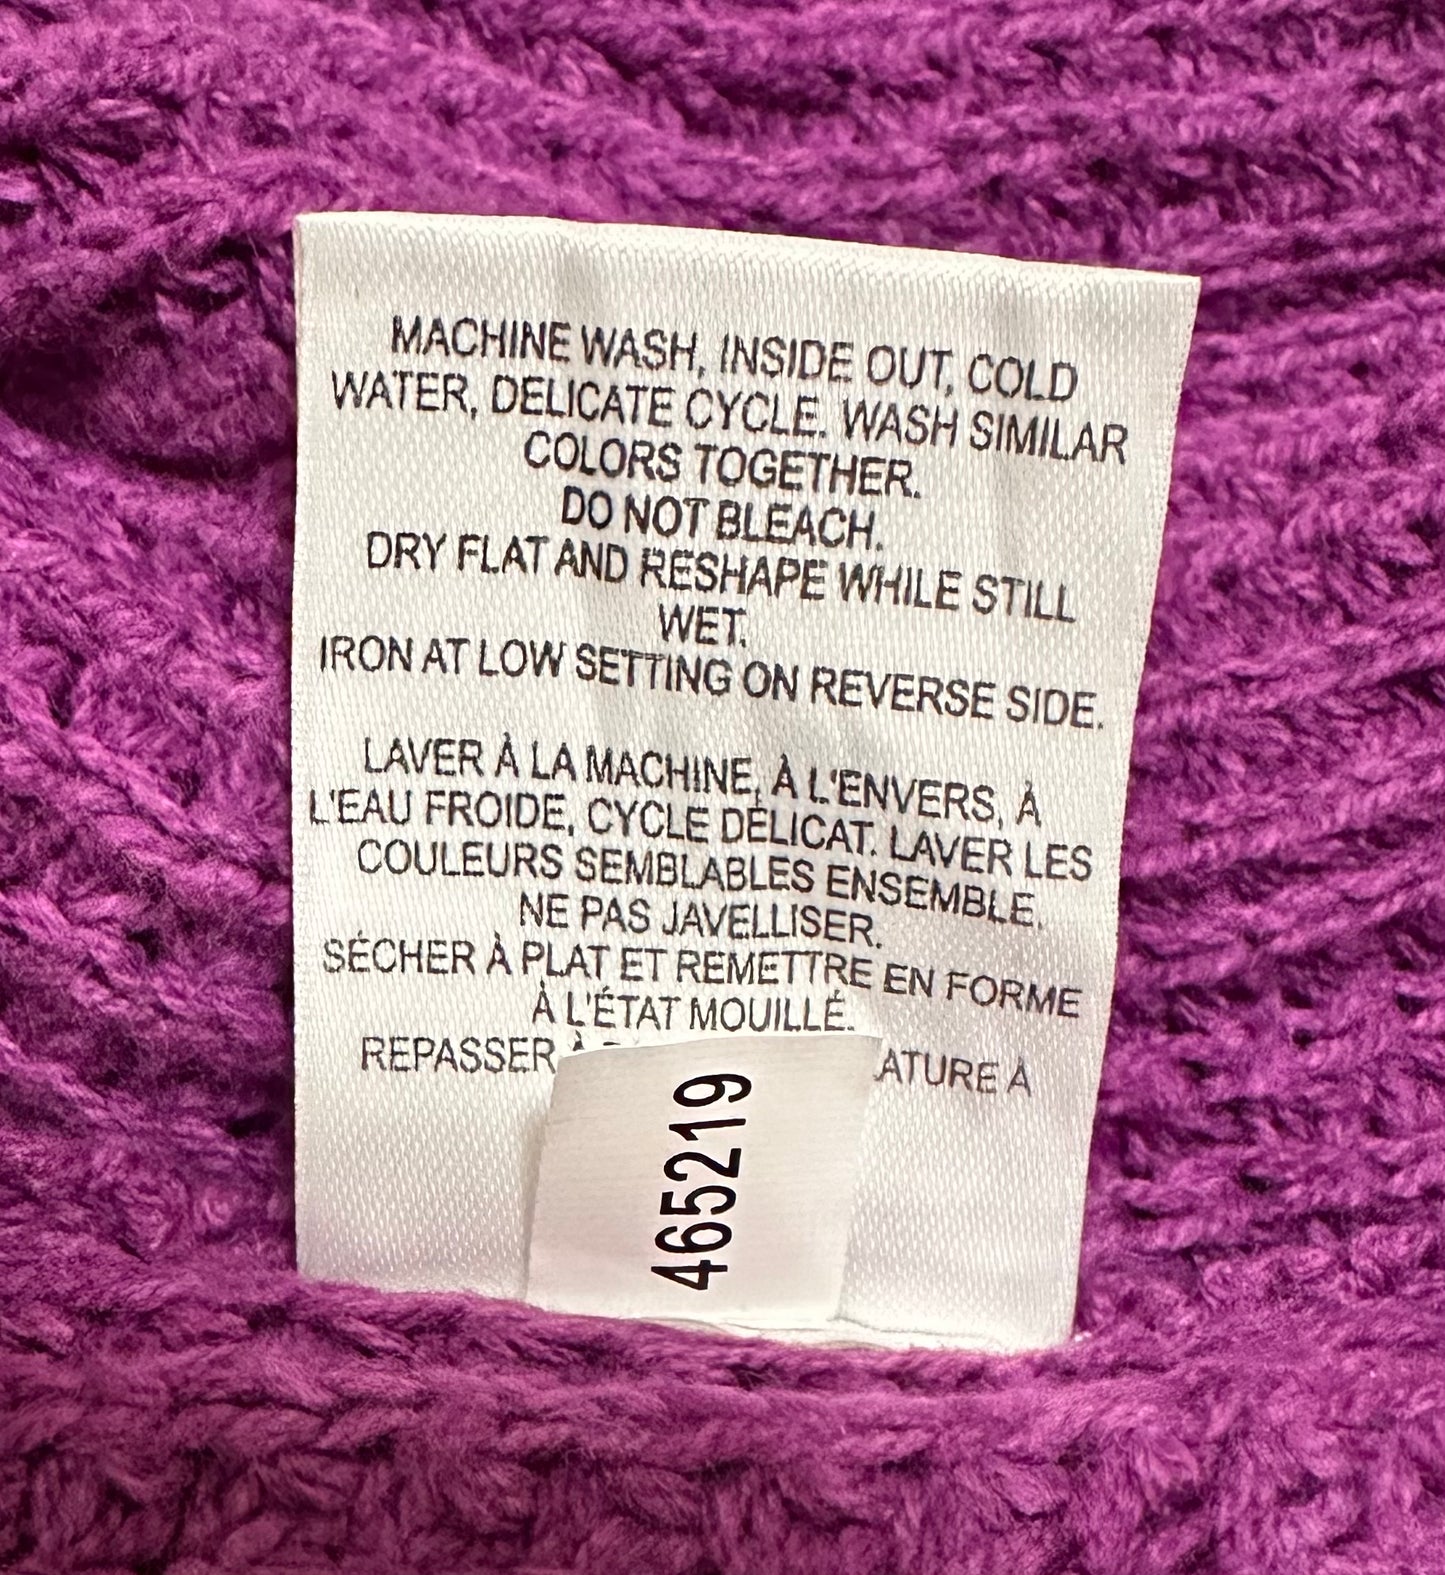 MACHINE WASH, INSIDE OUT, COLD
WATER, DELICATE CYCLE. WASH SIMILAR
COLORS TOGETHER.
DO NOT BLEACH.
DRY FLAT AND RESHAPE WHILE STILL
WET.
IRON AT LOW SETTING ON REVERSE SIDE.
LAVER À LA MACHINE, À L'ENVERS, À
L'EAU FROIDE, CYCLE DÉLICAT. LAVER LES
COULEURS SEMBLABLES ENSEMBLE.
NE PAS JAVELLISER.
SÉCHER À PLAT ET REMETTRE EN FORME
À L'ÉTAT MOUILLÉ.
REPASSER À
465219